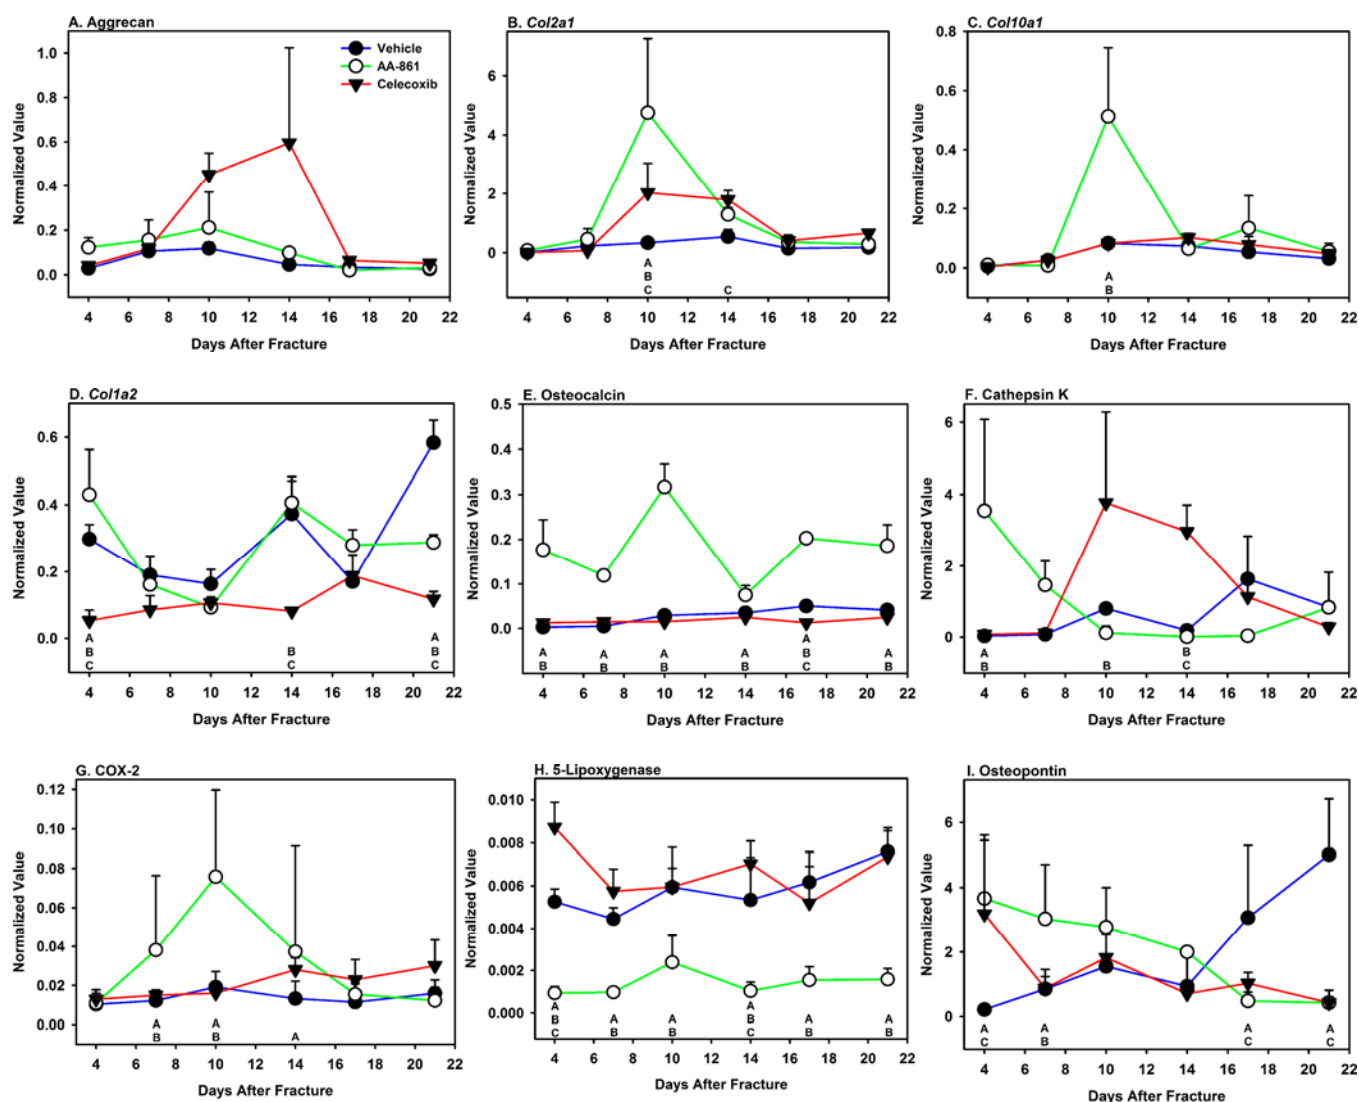 A. Aggrecan
Normalized Value
1.0
0.8
0.6
0.4
0.2
0.0
Vehicle
AA-861
Celecoxib
4 6 8 10 12 14 16 18 20 22
Days After Fracture
B. Col2a1
Normalized Value
6
4
2
0
A
B
C
C
4 6 8 10 12 14 16 18 20 22
Days After Fracture
C. Col10a1
Normalized Value
0.8
0.6
0.4
0.2
0.0
A
B
4 6 8 10 12 14 16 18 20 22
Days After Fracture
D. Col1a2
Normalized Value
0.6
0.4
0.2
0.0
A B A
B C B
C C
4 6 8 10 12 14 16 18 20 22
Days After Fracture
E. Osteocalcin
Normalized Value
0.5
0.4
0.3
0.2
0.1
0.0
A A A A A A
B B B B B B
C
4 6 8 10 12 14 16 18 20 22
Days After Fracture
F. Cathepsin K
Normalized Value
6
4
2
0
A B
B B C
4 6 8 10 12 14 16 18 20 22
Days After Fracture
G. COX-2
Normalized Value
0.12
0.10
0.08
0.06
0.04
0.02
0.00
A A A
B B
4 6 8 10 12 14 16 18 20 22
Days After Fracture
H. 5-Lipoxygenase
Normalized Value
0.010
0.008
0.006
0.004
0.002
0.000
A A A A A A
B B B B B B
C C
4 6 8 10 12 14 16 18 20 22
Days After Fracture
I. Osteopontin
Normalized Value
6
4
2
0
A A A A
C B C C
4 6 8 10 12 14 16 18 20 22
Days After Fracture